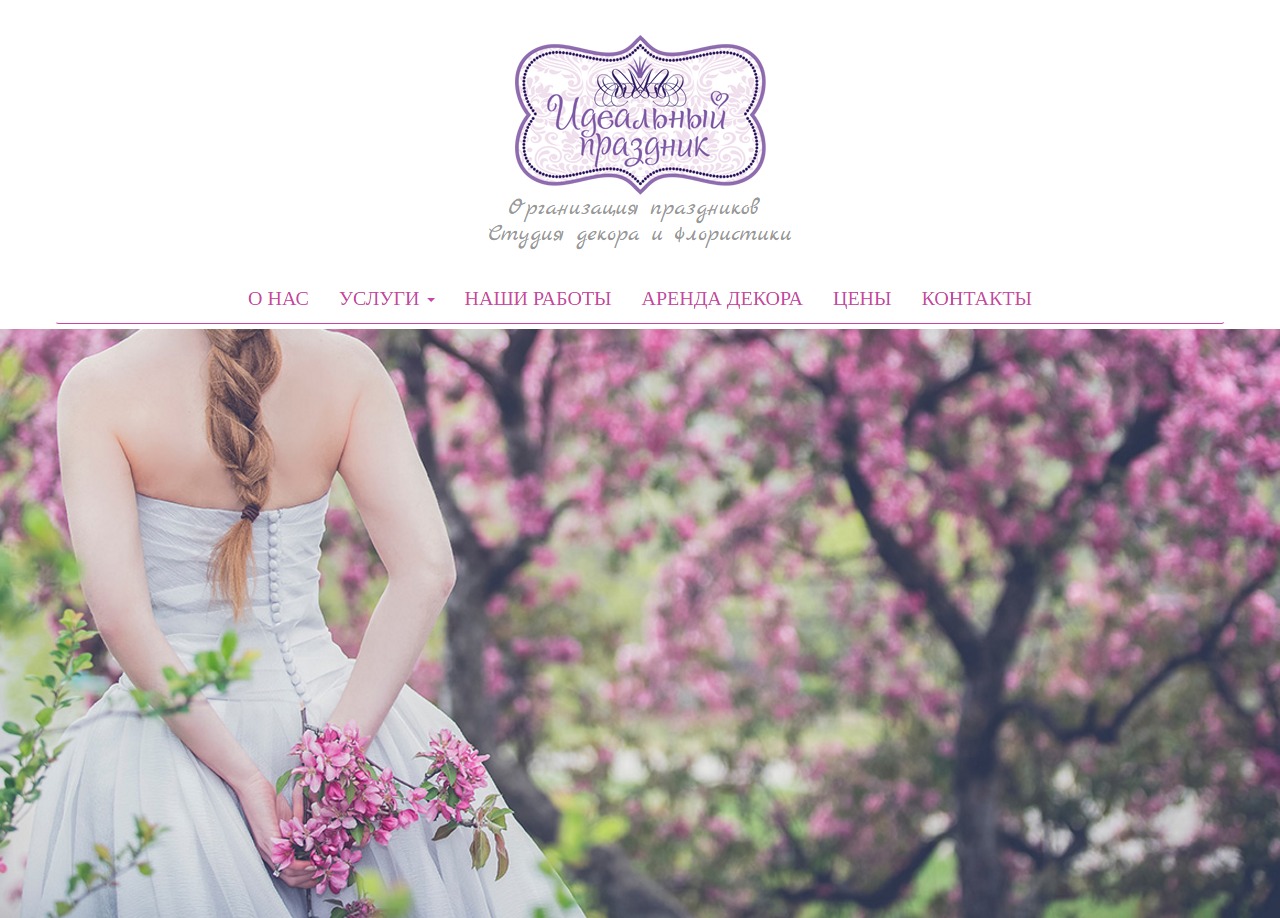 Идеальный
праздник
Организация праздников
Студия декора и флористики
О НАС УСЛУГИ НАШИ РАБОТЫ АРЕНДА ДЕКОРА ЦЕНЫ КОНТАКТЫ